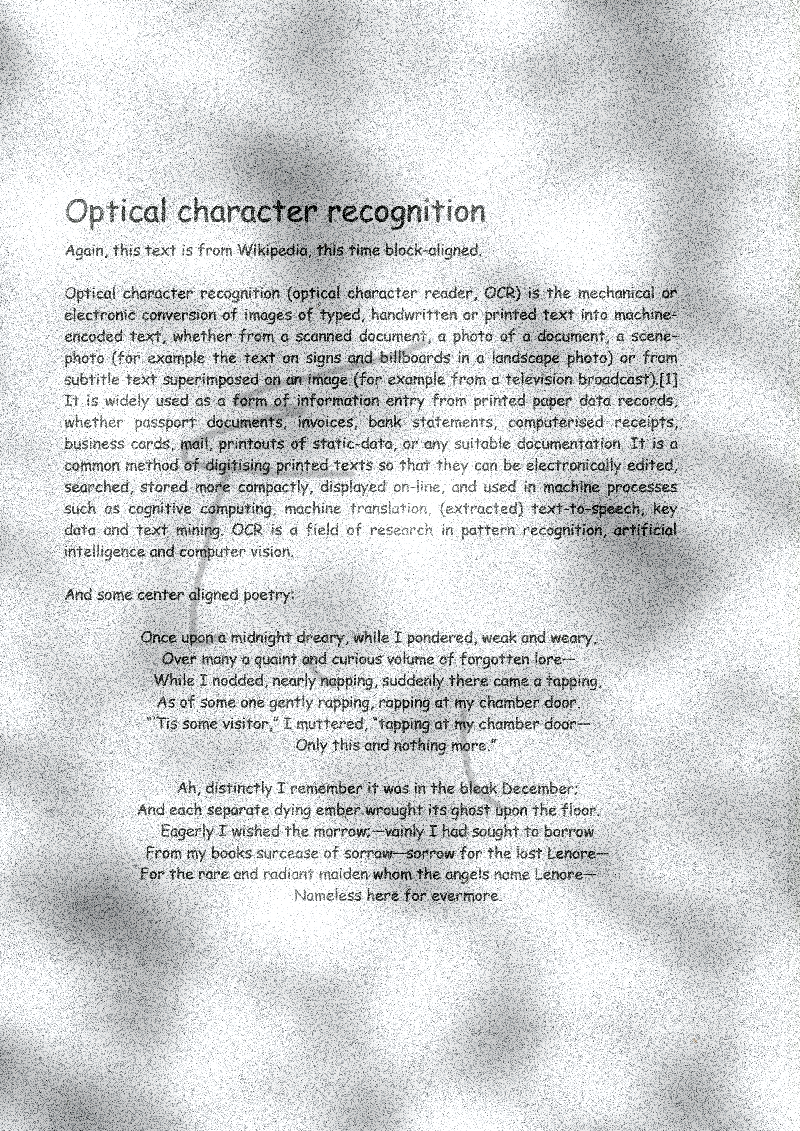 Optical character recognition
Again, this text is from Wikipedia, this time block-aligned.
Optical character recognition (optical character reader, OCR) is the mechanical or
electronic conversion of images of typed, handwritten or printed text into machine-
encoded text, whether from a scanned document, a photo of a document, a scene-
photo (for example the text on signs and billboards in a landscape photo) or from
subtitle text superimposed on an image (for example from a television broadcast).[1]
It is widely used as a form of information entry from printed paper data records,
whether passport documents, invoices, bank statements, computerised receipts,
business cards, mail, printouts of static-data, or any suitable documentation. It is a
common method of digitising printed texts so that they can be electronically edited,
searched, stored more compactly, displayed on-line, and used in machine processes
such as cognitive computing, machine translation, (extracted) text-to-speech, key
data and text mining. OCR is a field of research in pattern recognition, artificial
intelligence and computer vision.
And some center aligned poetry:
Once upon a midnight dreary, while I pondered, weak and weary,
Over many a quaint and curious volume of forgotten lore—
While I nodded, nearly napping, suddenly there came a tapping,
As of some one gently rapping, rapping at my chamber door.
"'Tis some visitor," I muttered, "tapping at my chamber door—
Only this and nothing more."
Ah, distinctly I remember it was in the bleak December;
And each separate dying ember wrought its ghost upon the floor.
Eagerly I wished the morrow;—vainly I had sought to borrow
From my books surcease of sorrow—sorrow for the lost Lenore—
For the rare and radiant maiden whom the angels name Lenore—
Nameless here for evermore.